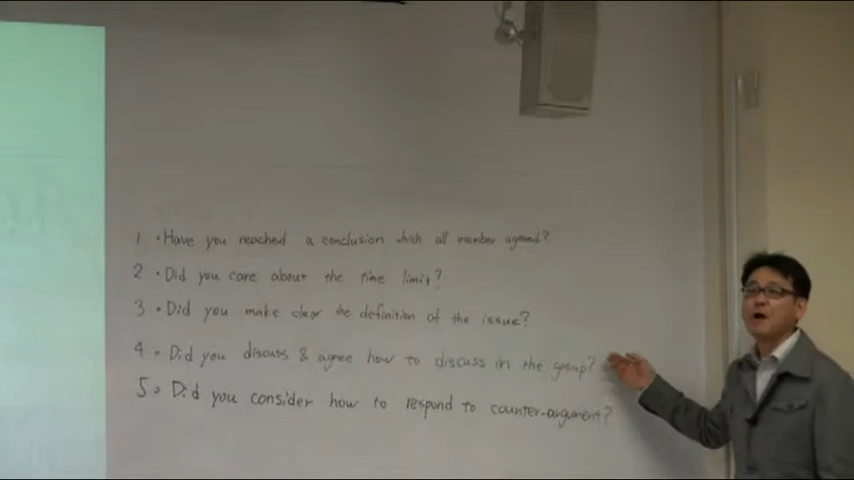 1 • Have you reached a conclusion which all member agreed?
2 • Did you care about the time limit?
3 • Did you make clear the definition of the issue?
4 • Did you discuss & agree how to discuss in the group?
5 • Did you consider how to respond to counter-argument?